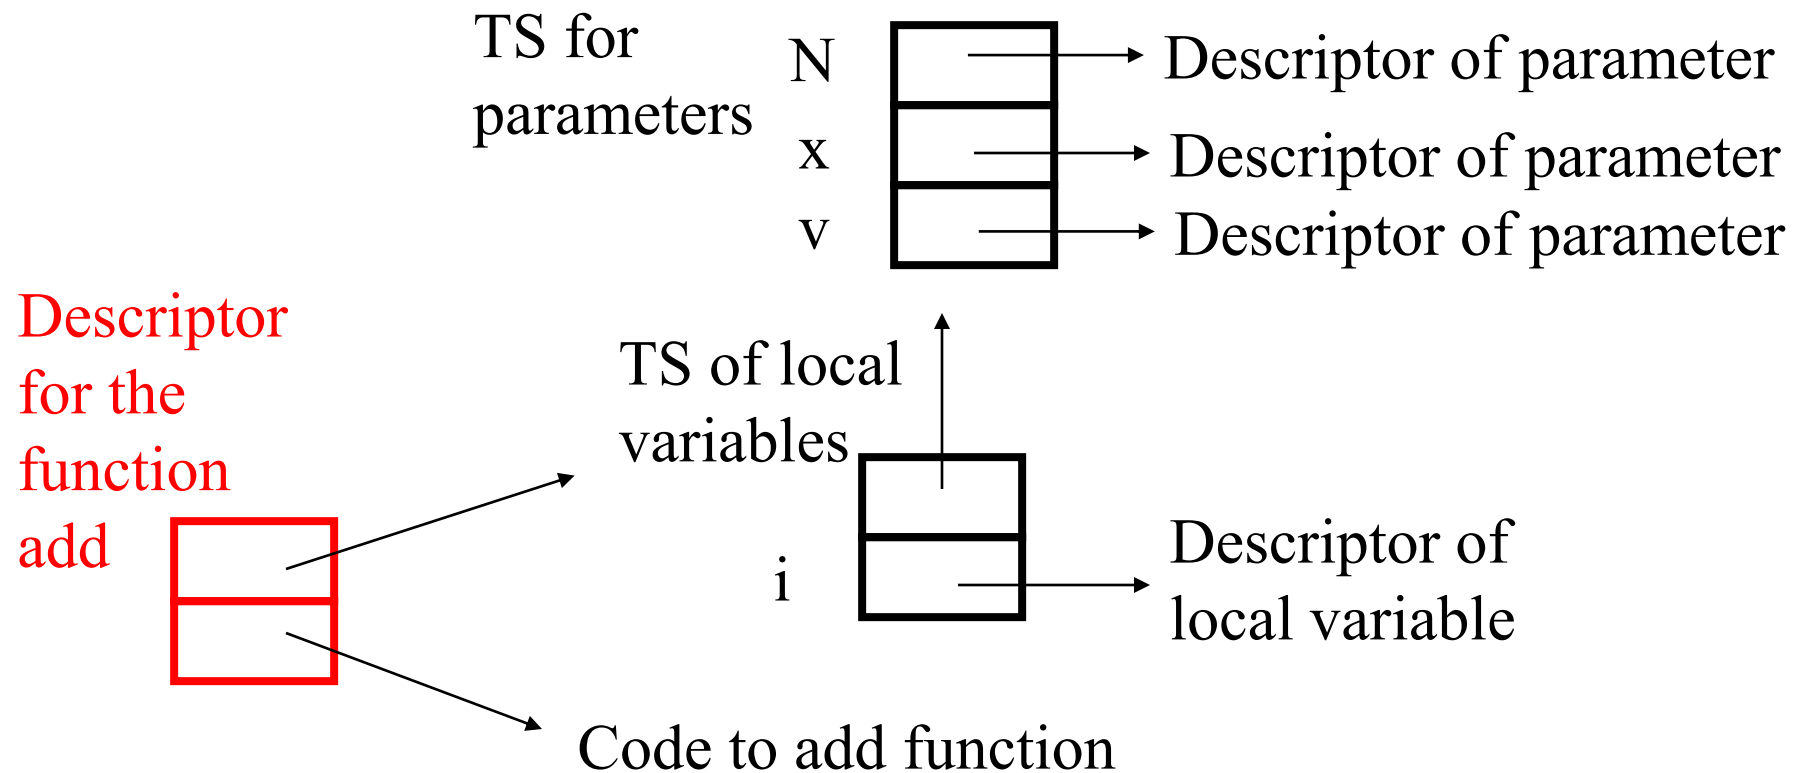 TS for
parameters
N
Descriptor of parameter
x
Descriptor of parameter
v
Descriptor of parameter
Descriptor
for the
function
add
TS of local
variables
i
Descriptor of
local variable
Code to add function